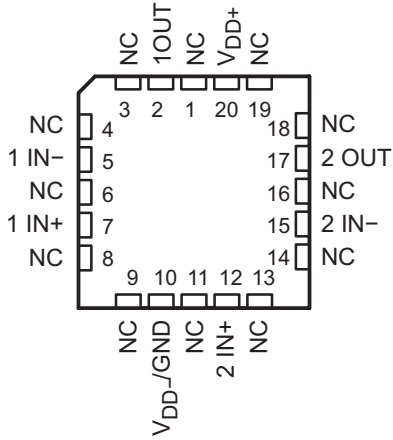 NC
1OUT
NC
VDD+
NC
3
2
1
20
19
NC
4
18
NC
1 IN−
5
17
2 OUT
NC
6
16
NC
1 IN+
7
15
2 IN−
NC
8
14
NC
9
10
11
12
13
NC
VDD−/GND
NC
2 IN+
NC